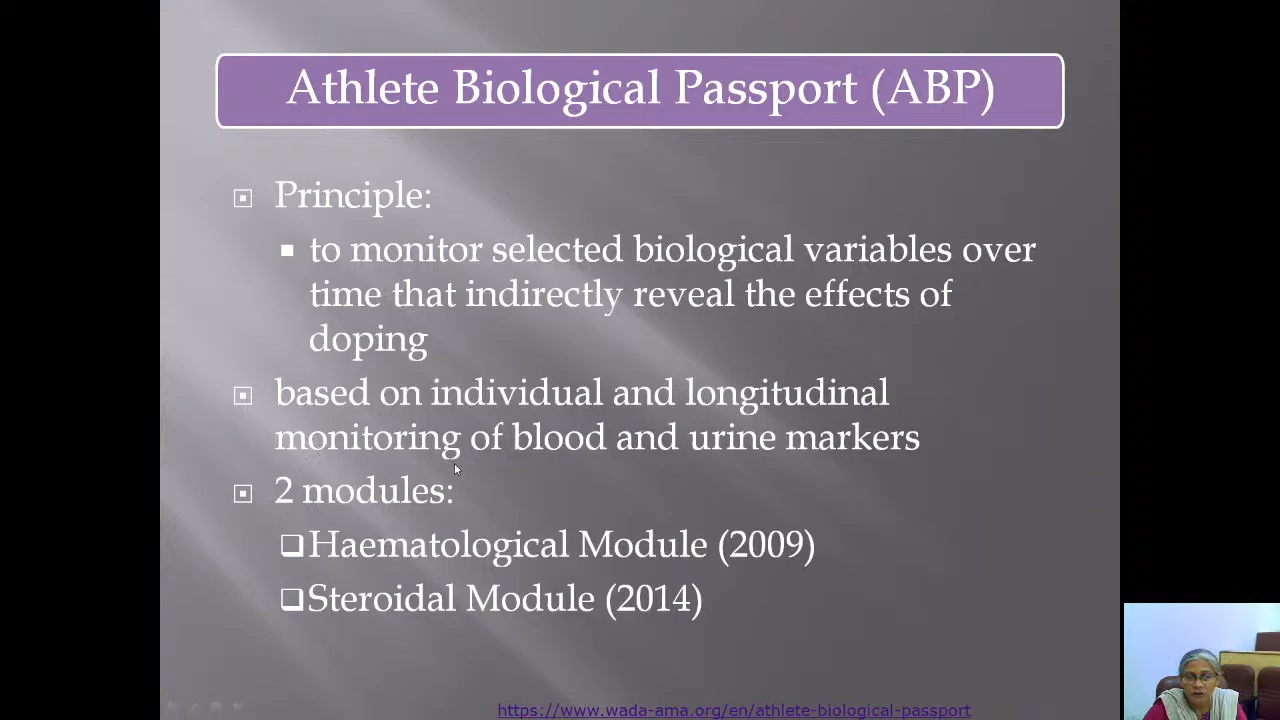 Athlete Biological Passport (ABP)
Principle:
to monitor selected biological variables over
time that indirectly reveal the effects of
doping
based on individual and longitudinal
monitoring of blood and urine markers
2 modules:
Haematological Module (2009)
Steroidal Module (2014)
https://www.wada-ama.org/en/athlete-biological-passport